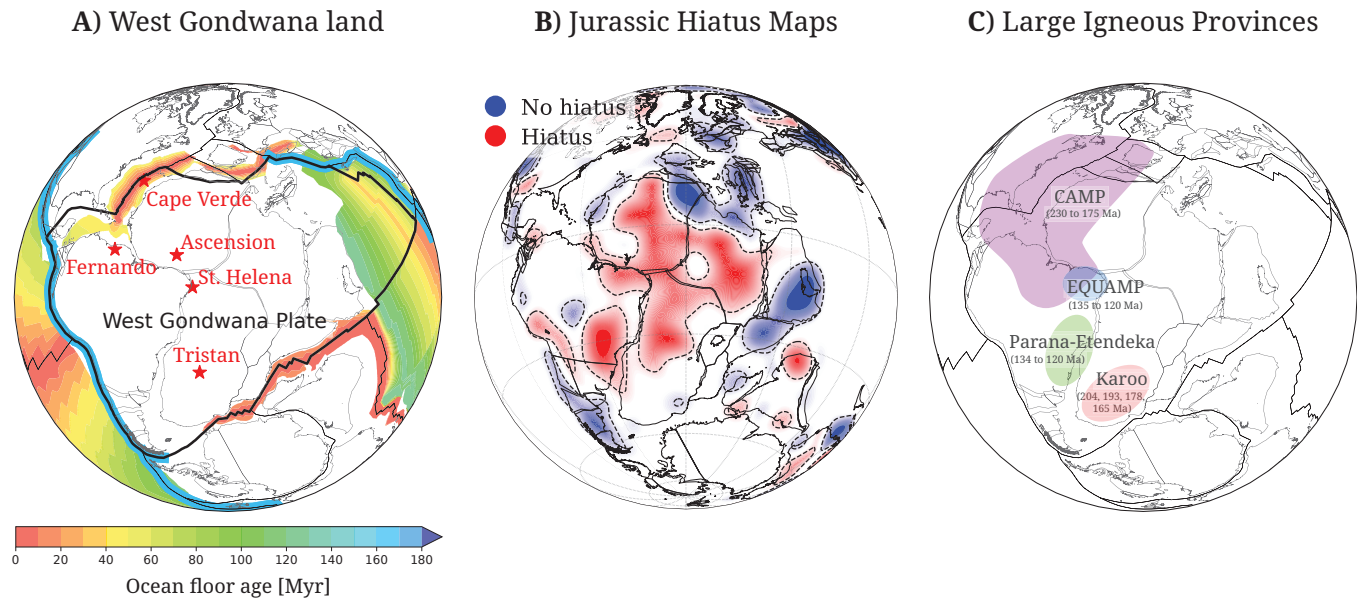 A) West Gondwana land
B) Jurassic Hiatus Maps
C) Large Igneous Provinces
Cape Verde
Ascension
Fernando
St. Helena
West Gondwana Plate
Tristan
0 20 40 60 80 100 120 140 160 180
Ocean floor age [Myr]
No hiatus
Hiatus
CAMP
(230 to 175 Ma)
EQUAMP
(135 to 120 Ma)
Parana-Etendeka
(134 to 120 Ma)
Karoo
(204, 193, 178,
165 Ma)